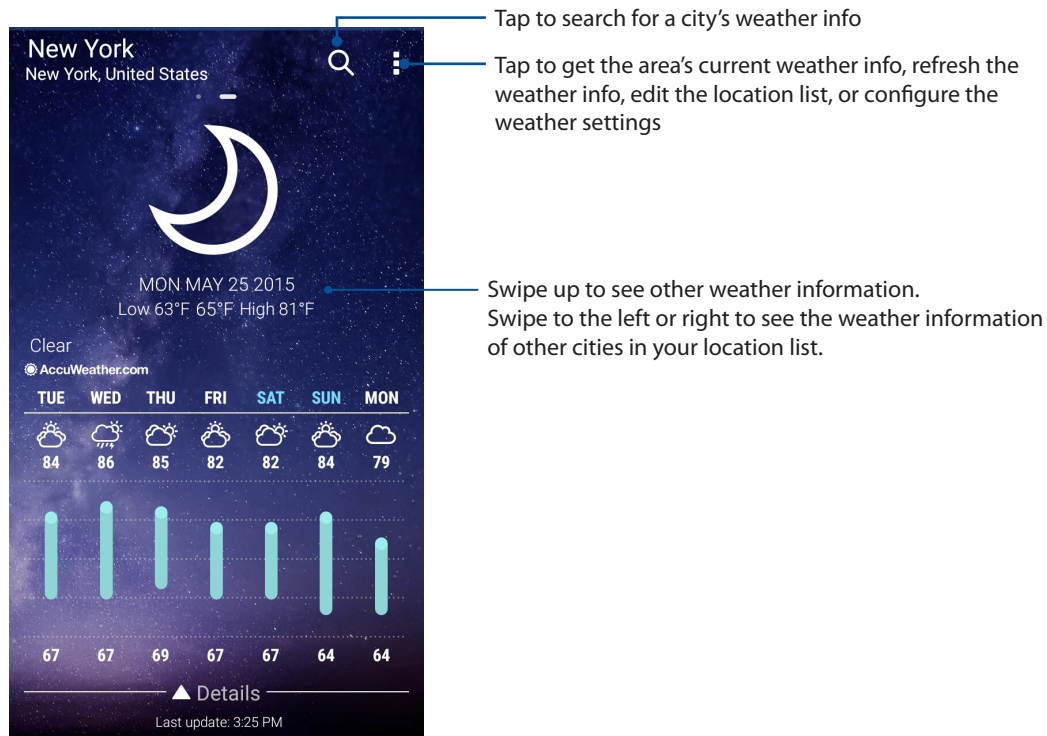 Tap to search for a city’s weather info
New York
New York, United States
Tap to get the area’s current weather info, refresh the
weather info, edit the location list, or configure the
weather settings
MON MAY 25 2015
Low 63°F 65°F High 81°F
Swipe up to see other weather information.
Swipe to the left or right to see the weather information
of other cities in your location list.
Clear
AccuWeather.com
TUE WED THU FRI SAT SUN MON
84 86 85 82 82 84 79
67 67 69 67 67 64 64
Details
Last update: 3:25 PM